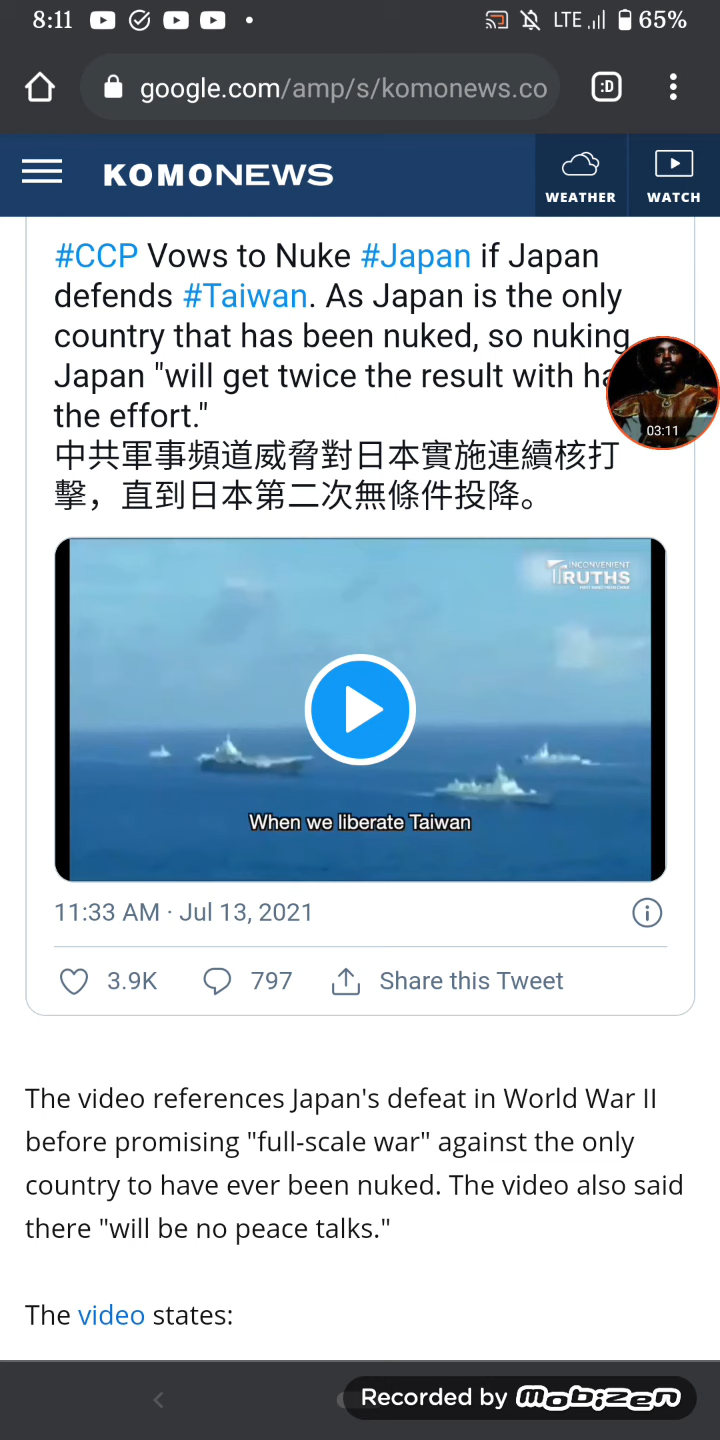 8:11 LTE 65%
google.com/amp/s/komonews.co :D
KOMONEWS WEATHER WATCH
#CCP Vows to Nuke #Japan if Japan
defends #Taiwan. As Japan is the only
country that has been nuked, so nuking
Japan "will get twice the result with ha
03:11
the effort."
中共軍事頻道威脅對日本實施連續核打
擊，直到日本第二次無條件投降。
INCONVENIENT
TRUTHS
When we liberate Taiwan
11:33 AM · Jul 13, 2021
3.9K 797 Share this Tweet
The video references Japan's defeat in World War II
before promising "full-scale war" against the only
country to have ever been nuked. The video also said
there "will be no peace talks."
The video states:
Recorded by mobizen